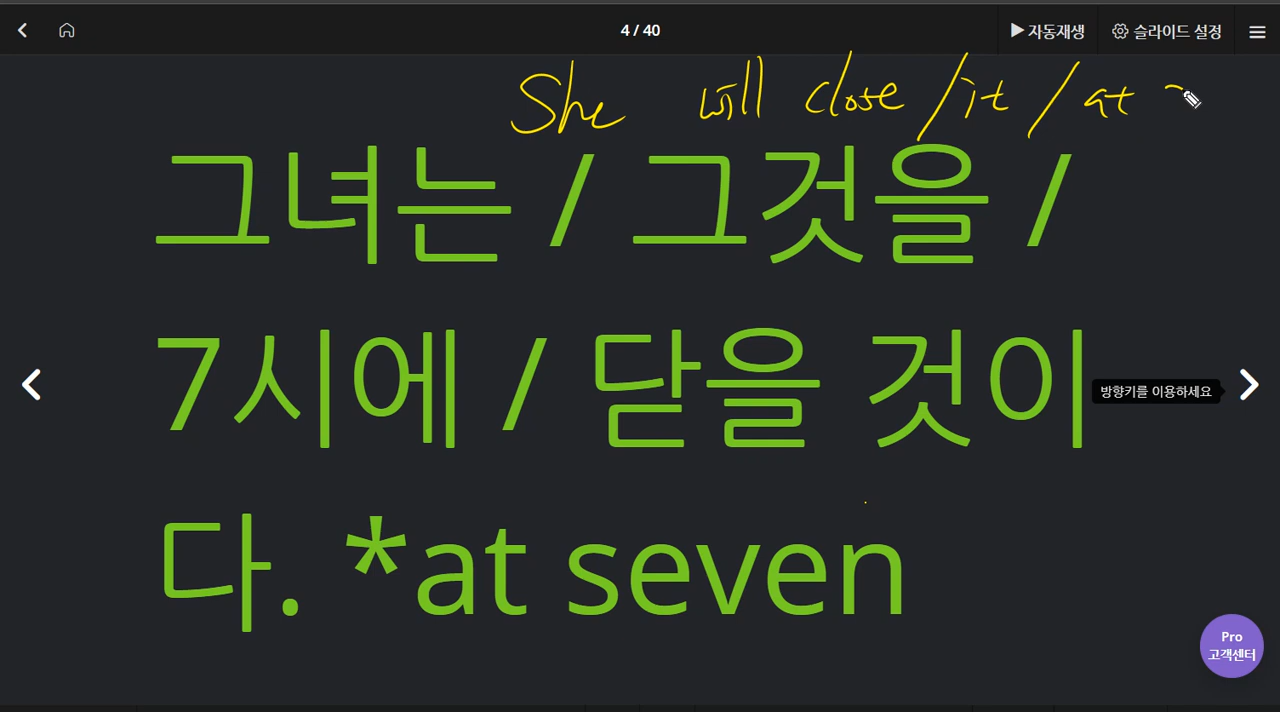 4 / 40
▶ 자동재생
슬라이드 설정
She will close / it / at
그녀는 / 그것을 /
7시에 / 닫을 것이
다. *at seven
방향키를 이용하세요
Pro
고객센터